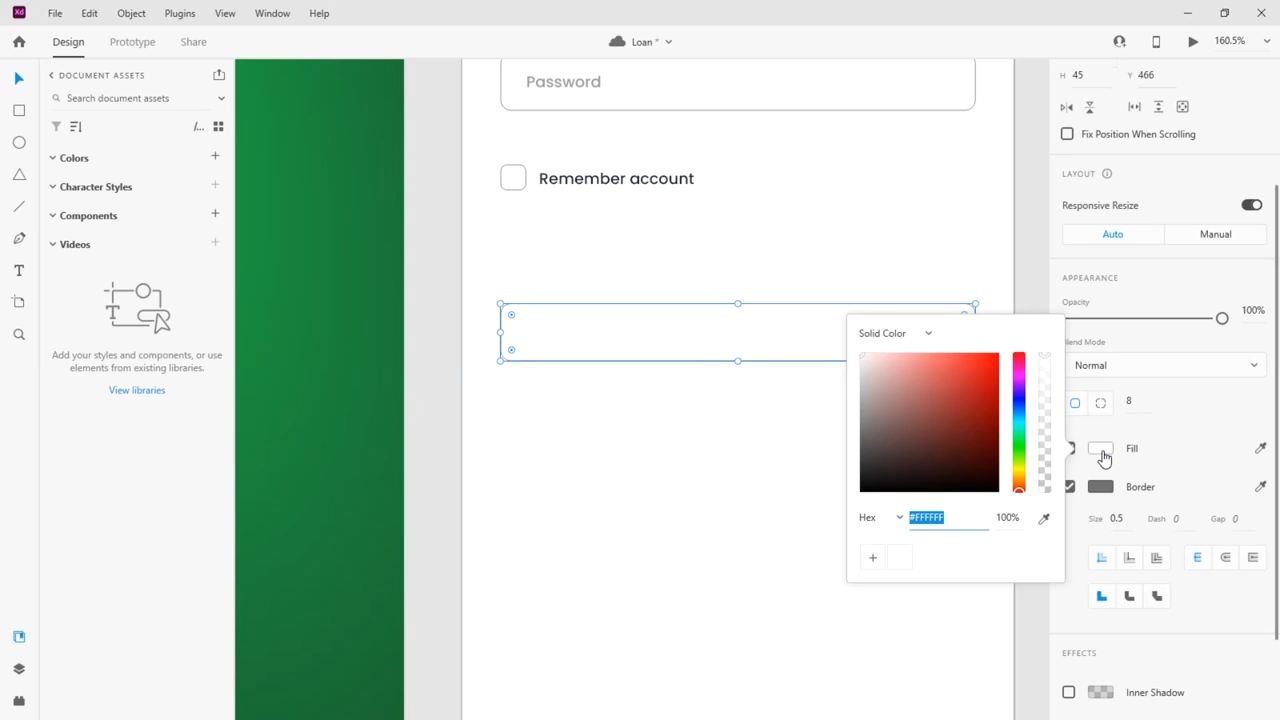 Xd File Edit Object Plugins View Window Help
Design Prototype Share Loan * 160.5%
DOCUMENT ASSETS
Search document assets
/...
Colors
Character Styles
Components
Videos
T
Add your styles and components, or use
elements from existing libraries.
View libraries
Password
Remember account
H 45 Y 466
Fix Position When Scrolling
LAYOUT
Responsive Resize
Auto Manual
APPEARANCE
Opacity
100%
Blend Mode
Normal
8
Fill
Border
Size 0.5 Dash 0 Gap 0
EFFECTS
Inner Shadow
Solid Color
Hex #FFFFFF 100%